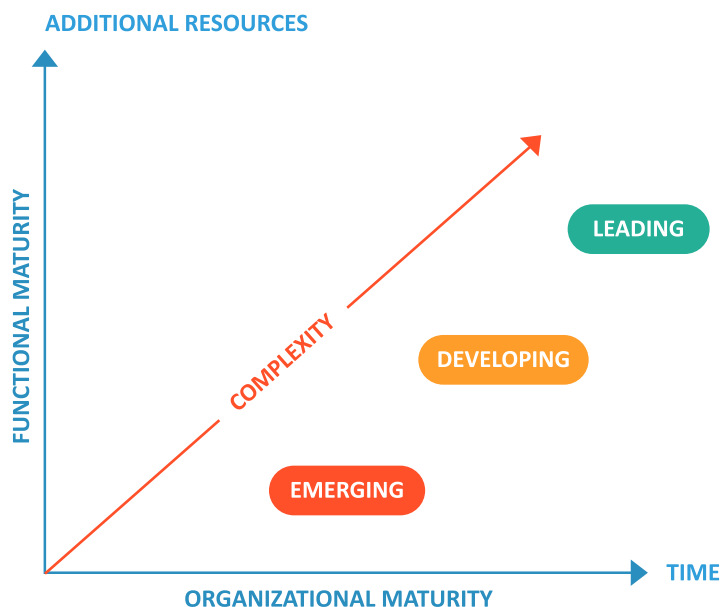 ADDITIONAL RESOURCES
FUNCTIONAL MATURITY
COMPLEXITY
LEADING
DEVELOPING
EMERGING
TIME
ORGANIZATIONAL MATURITY